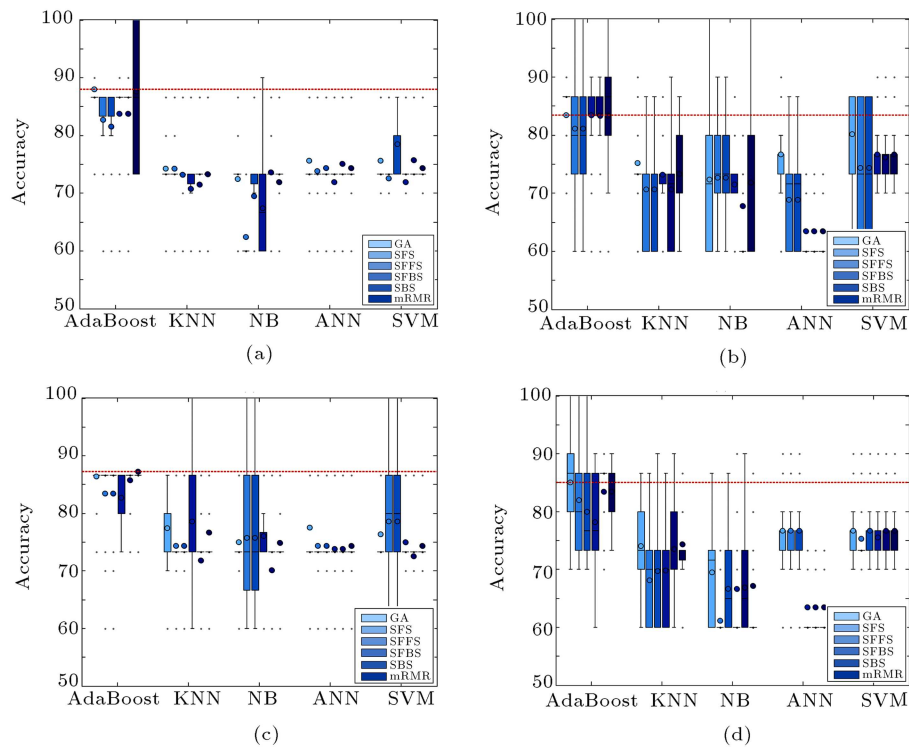 100
90
80
70
60
50
Accuracy
GA
SFS
SFFS
SFBS
SBS
mRMR
AdaBoost KNN NB ANN SVM
(a)
100
90
80
70
60
50
Accuracy
GA
SFS
SFFS
SFBS
SBS
mRMR
AdaBoost KNN NB ANN SVM
(b)
100
90
80
70
60
50
Accuracy
GA
SFS
SFFS
SFBS
SBS
mRMR
AdaBoost KNN NB ANN SVM
(c)
100
90
80
70
60
50
Accuracy
GA
SFS
SFFS
SFBS
SBS
mRMR
AdaBoost KNN NB ANN SVM
(d)